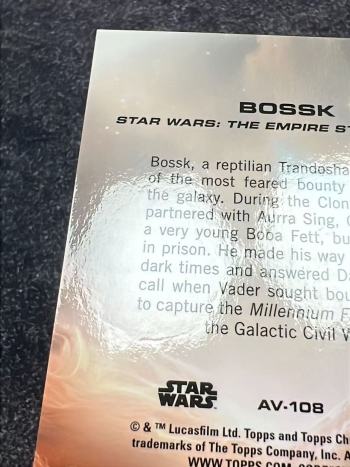 BOSSK
STAR WARS: THE EMPIRE ST
Bossk, a reptilian Trandosha
of the most feared bounty
the galaxy. During the Clon
partnered with Aurra Sing, C
a very young Boba Fett, bu
in prison. He made his way
dark times and answered D
call when Vader sought bou
to capture the Millennium F
the Galactic Civil W
STAR WARS
AV-108
© & ™ Lucasfilm Ltd. Topps and Topps Ch
trademarks of The Topps Company, Inc. A
WWW.TOPPS.COM